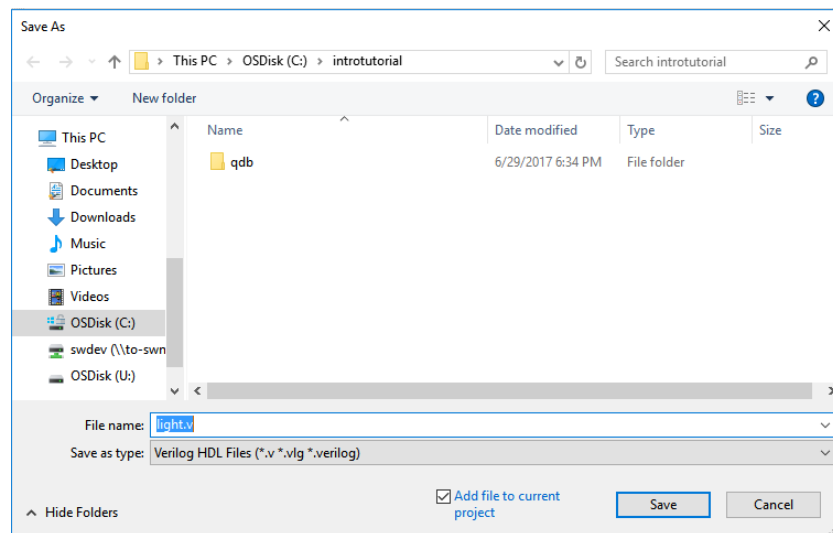 Save As
This PC > OSDisk (C:) > introtutorial
Search introtutorial
Organize
New folder
Name
Date modified
Type
Size
This PC
Desktop
Documents
Downloads
Music
Pictures
Videos
OSDisk (C:)
swdev (\\to-swn
OSDisk (U:)
qdb
6/29/2017 6:34 PM
File folder
File name: light.v
Save as type: Verilog HDL Files (*.v *.vlg *.verilog)
Hide Folders
Add file to current
project
Save
Cancel